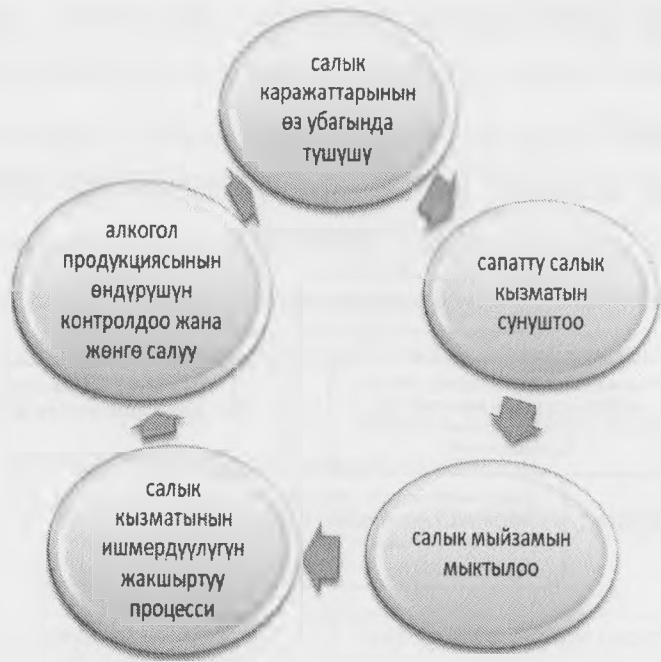 салык
каражаттарынын
өз убагында
түшүшү
сапатту салык
кызматын
сунуштоо
салык мыйзамын
мыктылоо
салык
кызматынын
ишмердүүлүгүн
жакшыртуу
процесси
алкогол
продукциясынын
өндүрүшүн
контролдоо жана
жөнгө салуу